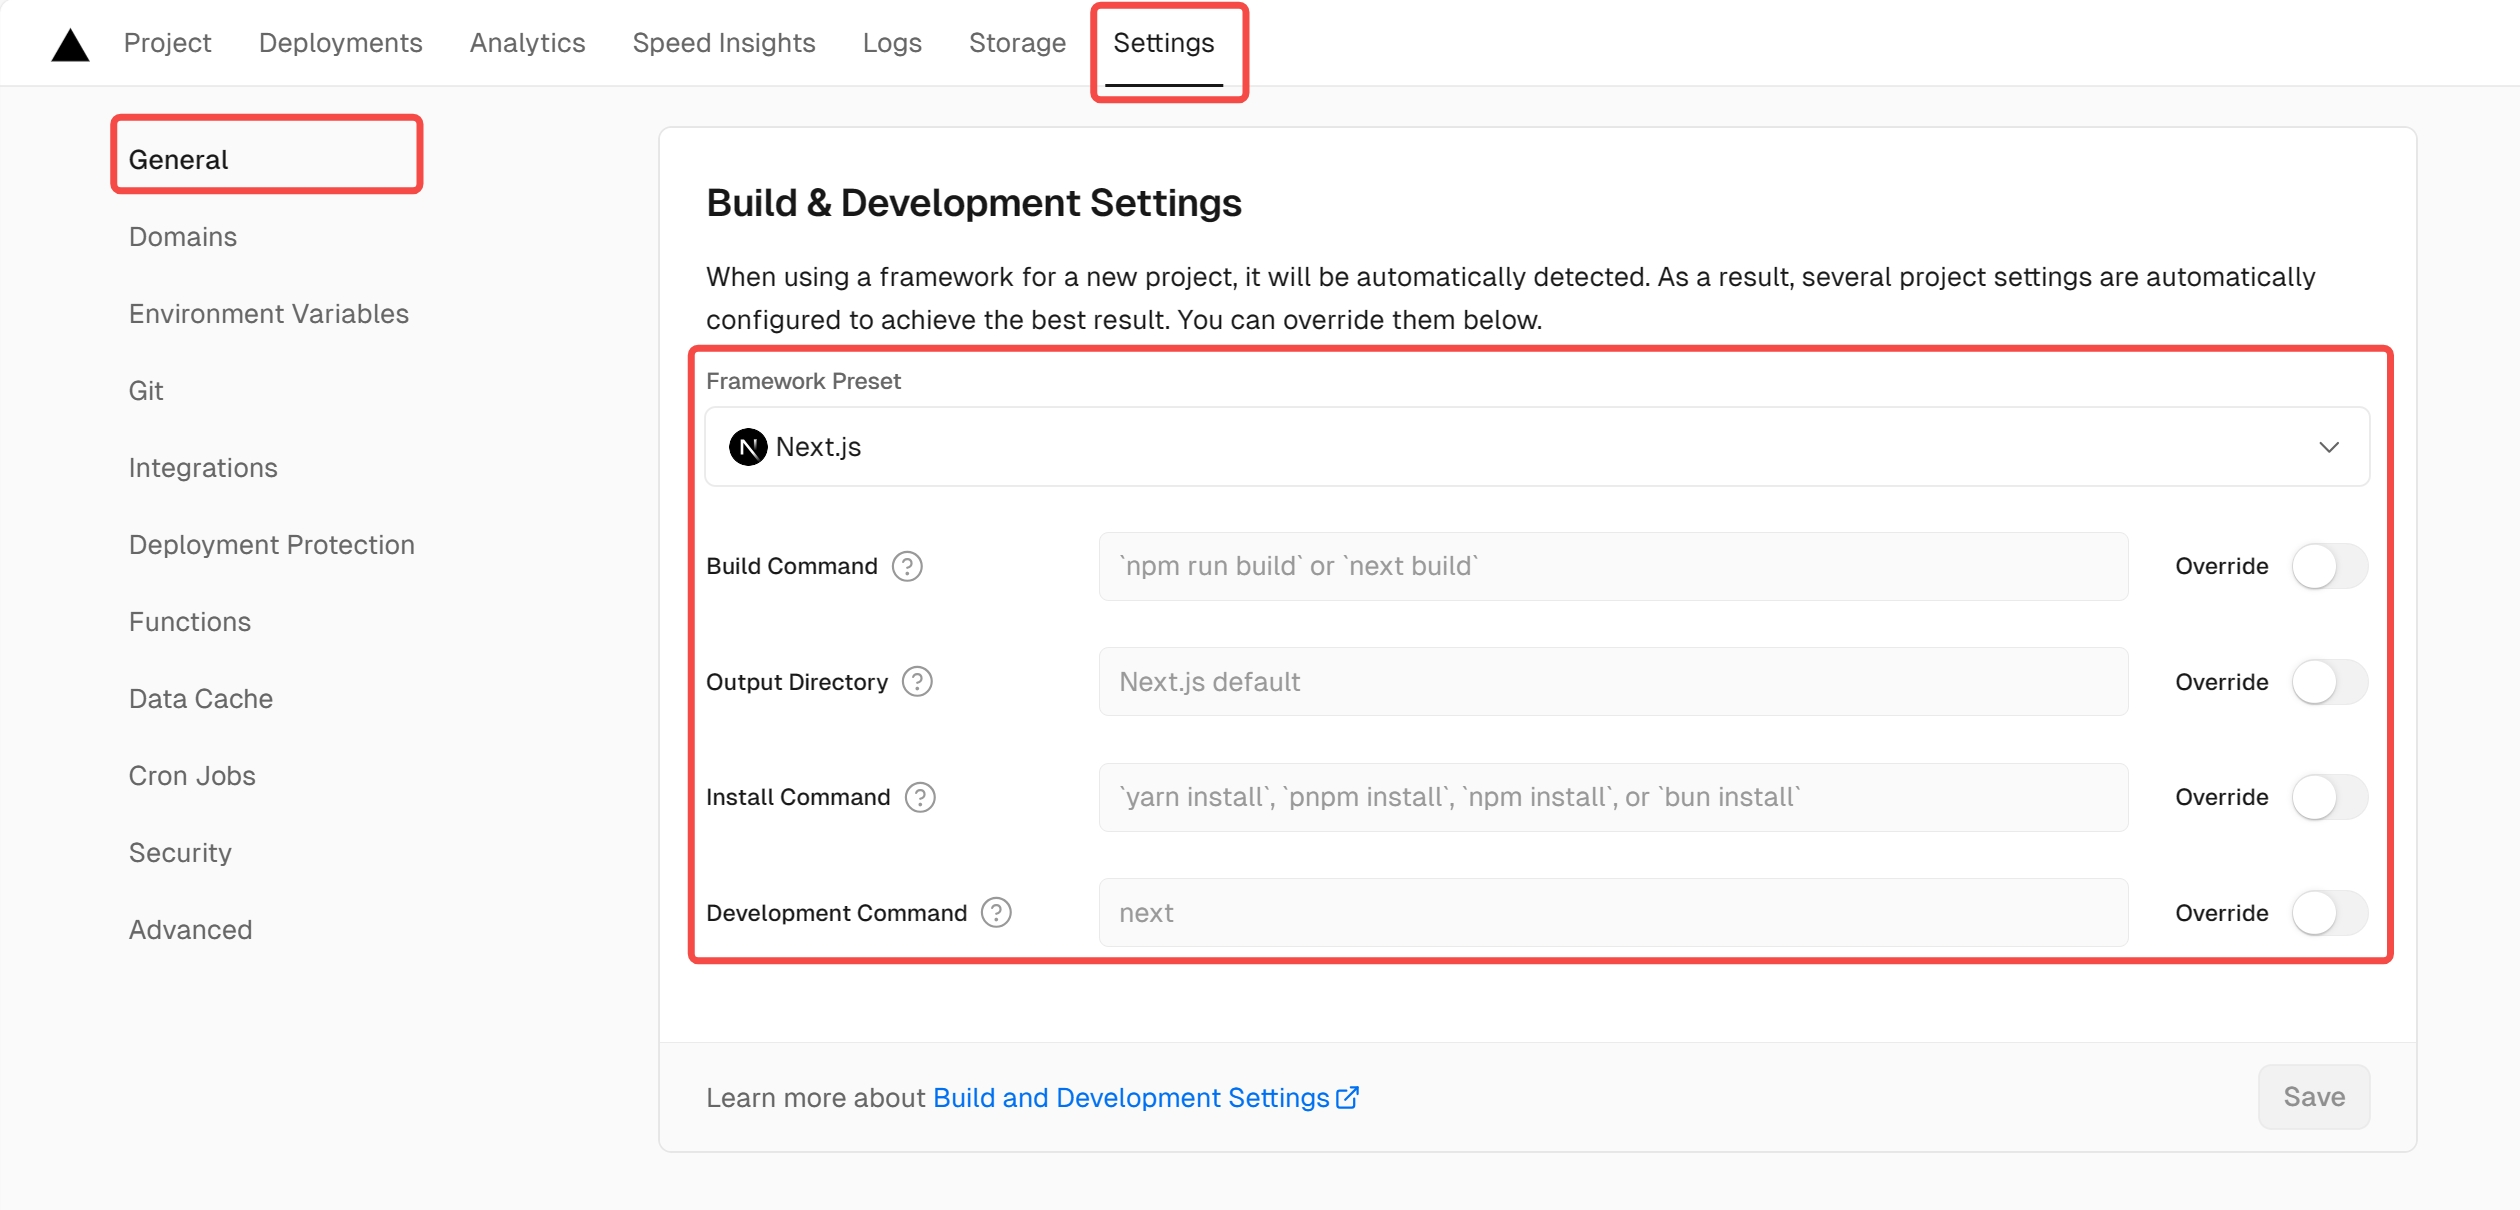 Project Deployments Analytics Speed Insights Logs Storage Settings
General
Domains
Environment Variables
Git
Integrations
Deployment Protection
Functions
Data Cache
Cron Jobs
Security
Advanced
Build & Development Settings
When using a framework for a new project, it will be automatically detected. As a result, several project settings are automatically
configured to achieve the best result. You can override them below.
Framework Preset
N Next.js
Build Command ? `npm run build` or `next build` Override
Output Directory ? Next.js default Override
Install Command ? `yarn install`, `pnpm install`, `npm install`, or `bun install` Override
Development Command ? next Override
Learn more about Build and Development Settings
Save